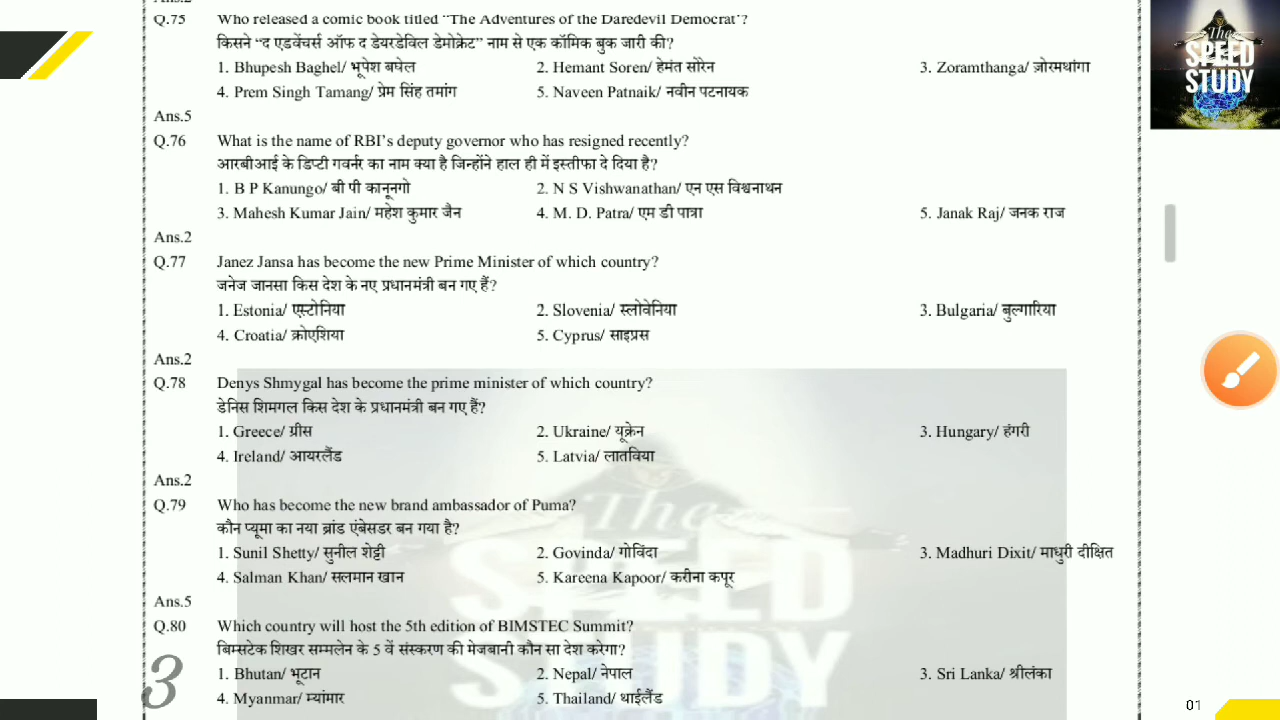 Ans.2
Q.75 Who released a comic book titled "The Adventures of the Daredevil Democrat"?
किसने “द एडवेंचर्स ऑफ द डेयरडेविल डेमोक्रेट” नाम से एक कॉमिक बुक जारी की?
1. Bhupesh Baghel/ भूपेश बघेल 2. Hemant Soren/ हेमंत सोरेन 3. Zoramthanga/ ज़ोरमथांगा
4. Prem Singh Tamang/ प्रेम सिंह तमांग 5. Naveen Patnaik/ नवीन पटनायक
Ans.5
Q.76 What is the name of RBI's deputy governor who has resigned recently?
आरबीआई के डिप्टी गवर्नर का नाम क्या है जिन्होंने हाल ही में इस्तीफा दे दिया है?
1. B P Kanungo/ बी पी कानूनगो 2. N S Vishwanathan/ एन एस विश्वनाथन
3. Mahesh Kumar Jain/ महेश कुमार जैन 4. M. D. Patra/ एम डी पात्रा 5. Janak Raj/ जनक राज
Ans.2
Q.77 Janez Jansa has become the new Prime Minister of which country?
जनेज जानसा किस देश के नए प्रधानमंत्री बन गए हैं?
1. Estonia/ एस्टोनिया 2. Slovenia/ स्लोवेनिया 3. Bulgaria/ बुल्गारिया
4. Croatia/ क्रोएशिया 5. Cyprus/ साइप्रस
Ans.2
Q.78 Denys Shmygal has become the prime minister of which country?
डेनिस शिमगल किस देश के प्रधानमंत्री बन गए हैं?
1. Greece/ ग्रीस 2. Ukraine/ यूक्रेन 3. Hungary/ हंगरी
4. Ireland/ आयरलैंड 5. Latvia/ लातविया
Ans.2
Q.79 Who has become the new brand ambassador of Puma?
कौन प्यूमा का नया ब्रांड एंबेसडर बन गया है?
1. Sunil Shetty/ सुनील शेट्टी 2. Govinda/ गोविंदा 3. Madhuri Dixit/ माधुरी दीक्षित
4. Salman Khan/ सलमान खान 5. Kareena Kapoor/ करीना कपूर
Ans.5
Q.80 Which country will host the 5th edition of BIMSTEC Summit?
बिम्सटेक शिखर सम्मलेन के 5 वें संस्करण की मेजबानी कौन सा देश करेगा?
1. Bhutan/ भूटान 2. Nepal/ नेपाल 3. Sri Lanka/ श्रीलंका
4. Myanmar/ म्यांमार 5. Thailand/ थाईलैंड
3
01
The
SPEED
STUDY
The
SPEED
STUDY